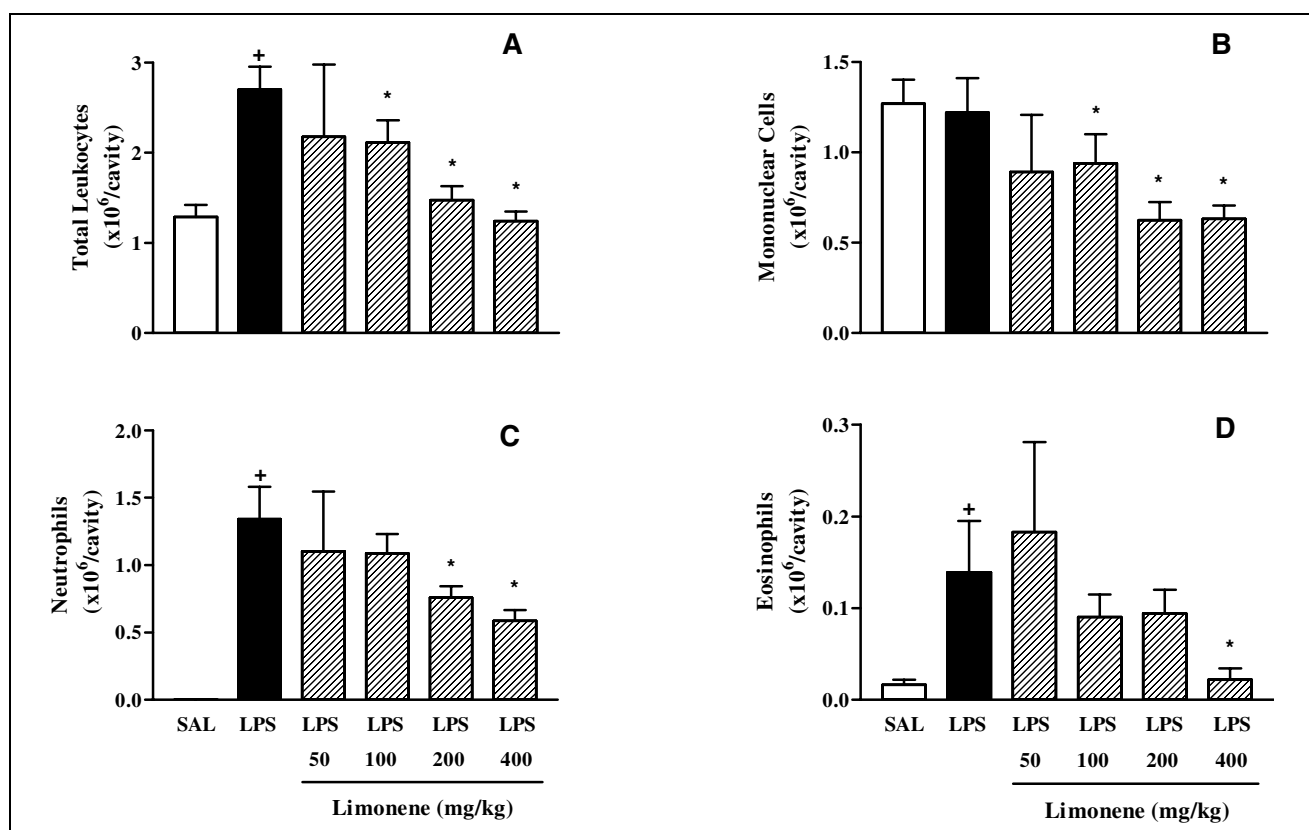 A
Total Leukocytes
(x10⁶/cavity)
3
2
1
0
+
*
*
*
B
Mononuclear Cells
(x10⁶/cavity)
1.5
1.0
0.5
0.0
*
*
*
C
Neutrophils
(x10⁶/cavity)
2.0
1.5
1.0
0.5
0.0
+
*
*
SAL LPS LPS LPS LPS LPS
50 100 200 400
Limonene (mg/kg)
D
Eosinophils
(x10⁶/cavity)
0.3
0.2
0.1
0.0
+
*
SAL LPS LPS LPS LPS LPS
50 100 200 400
Limonene (mg/kg)